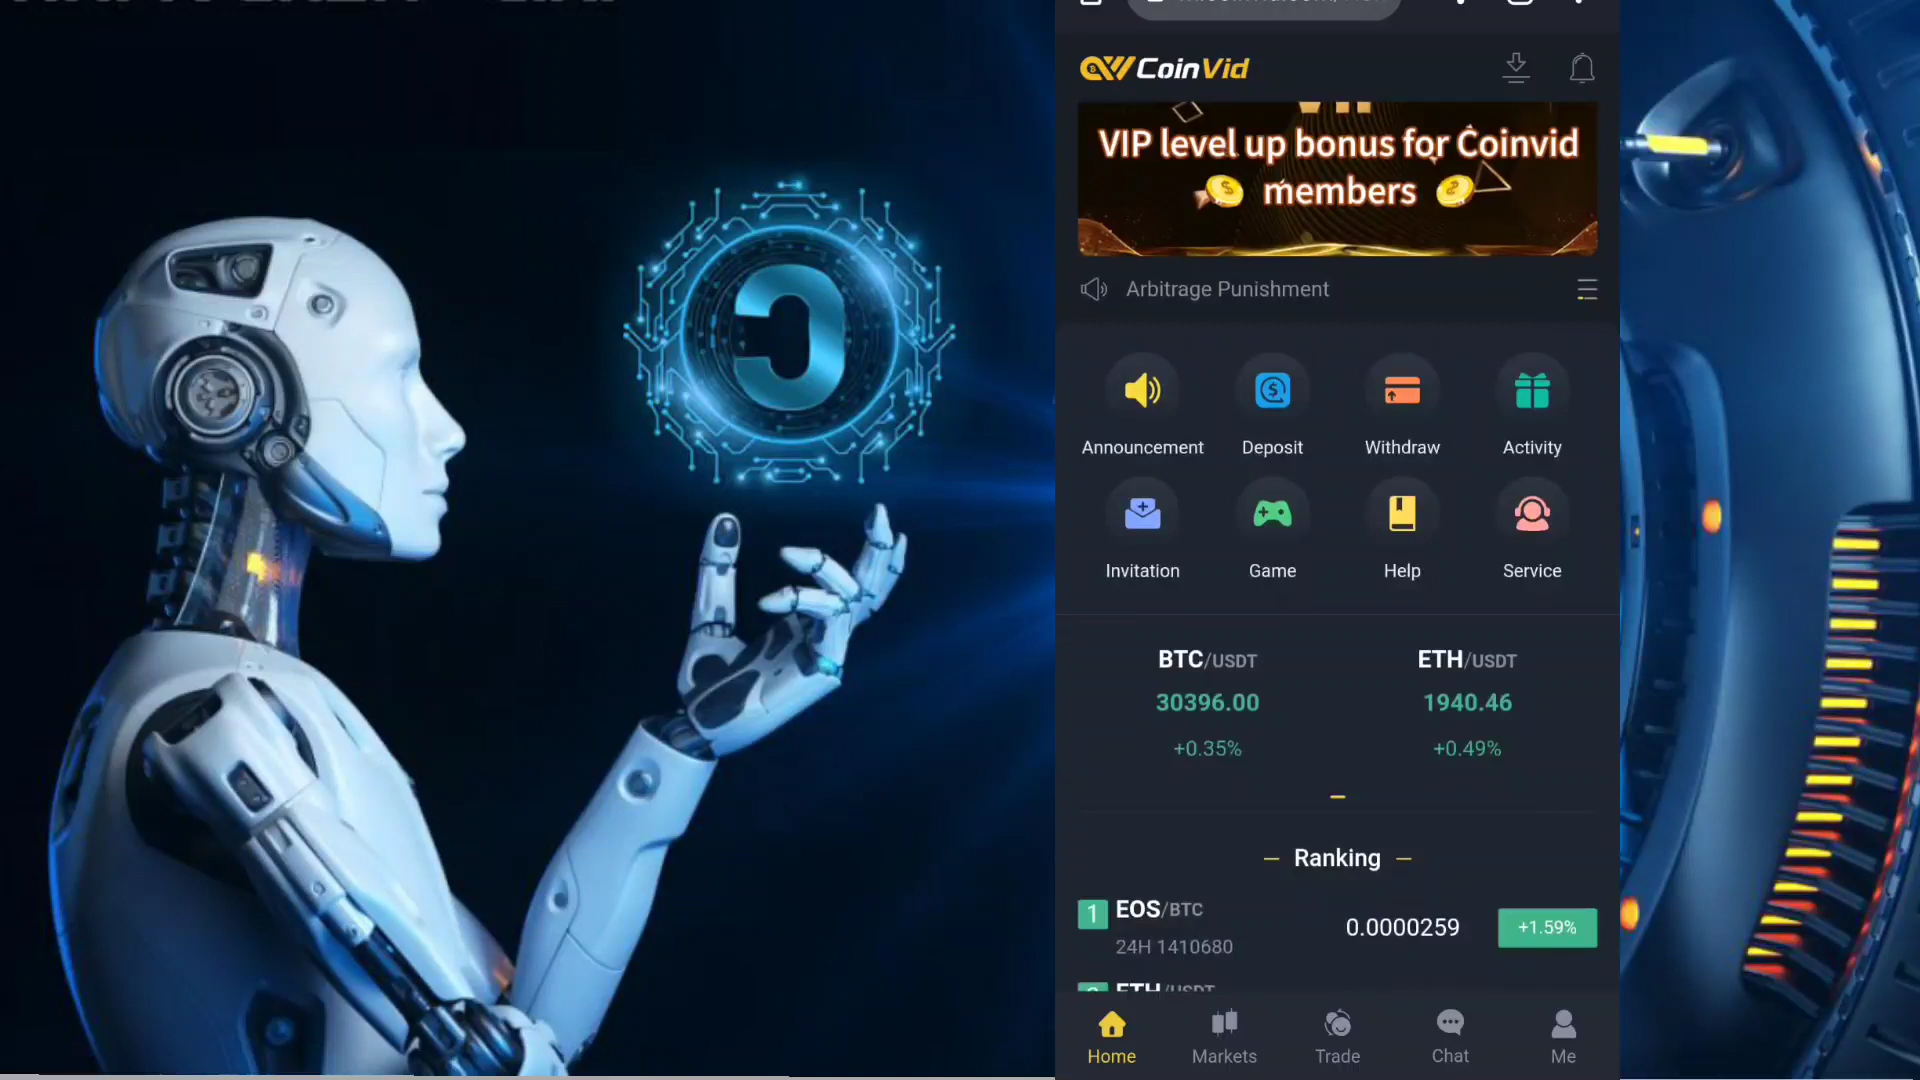 CoinVid
VIP level up bonus for Coinvid
members
Arbitrage Punishment
Announcement
Deposit
Withdraw
Activity
Invitation
Game
Help
Service
BTC/USDT
ETH/USDT
30396.00
1940.46
+0.35%
+0.49%
Ranking
1
EOS/BTC
0.0000259
+1.59%
24H 1410680
ETH/USDT
Home
Markets
Trade
Chat
Me